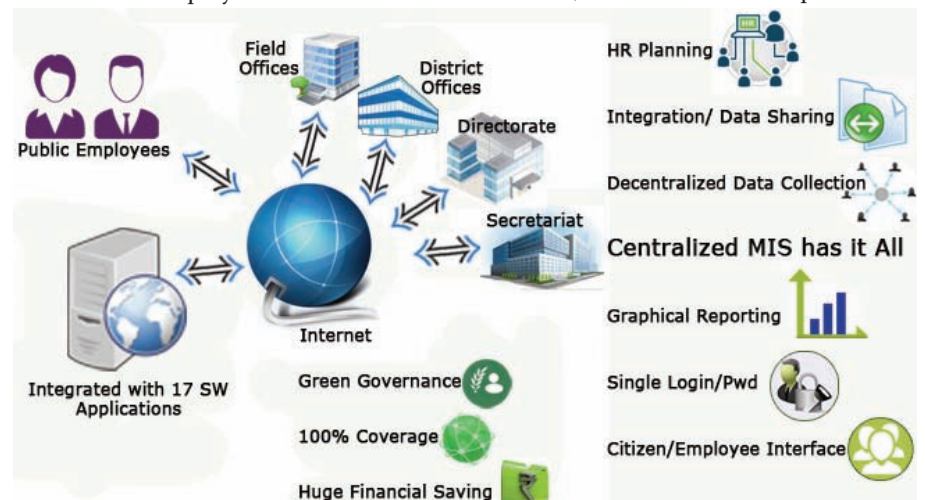 Field
Offices
District
Offices
Directorate
Secretariat
Public Employees
Internet
Integrated with 17 SW
Applications
Green Governance
100% Coverage
Huge Financial Saving
HR Planning
HR
Integration/ Data Sharing
Decentralized Data Collection
Centralized MIS has it All
Graphical Reporting
Single Login/Pwd
Citizen/Employee Interface